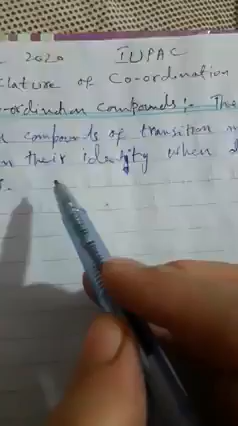 2020 IUPAC
clature of Co-ordination
o-ordination compounds:- The
compounds of transition m
n their identity when d
s.